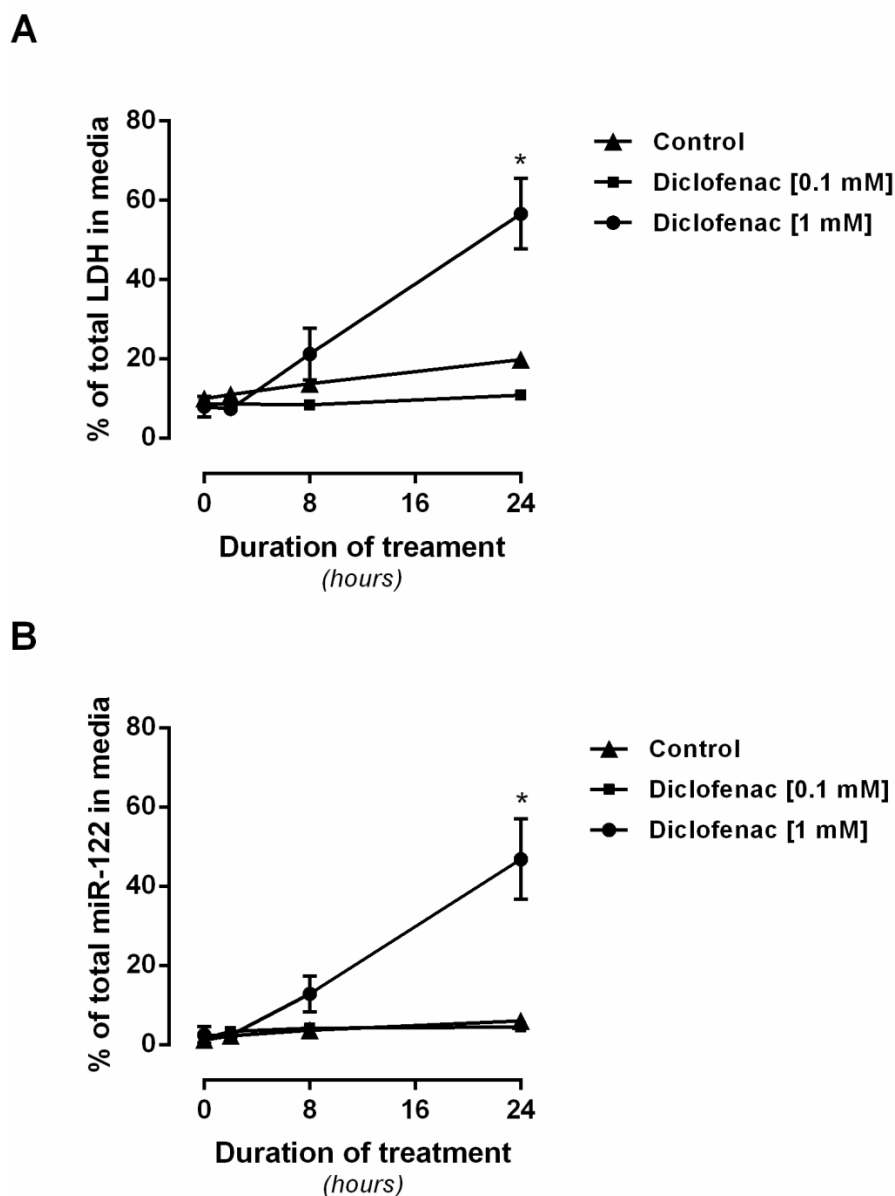 A
80
60
40
20
0
% of total LDH in media
*
Control
Diclofenac [0.1 mM]
Diclofenac [1 mM]
0 8 16 24
Duration of treament
(hours)
B
80
60
40
20
0
% of total miR-122 in media
*
Control
Diclofenac [0.1 mM]
Diclofenac [1 mM]
0 8 16 24
Duration of treatment
(hours)